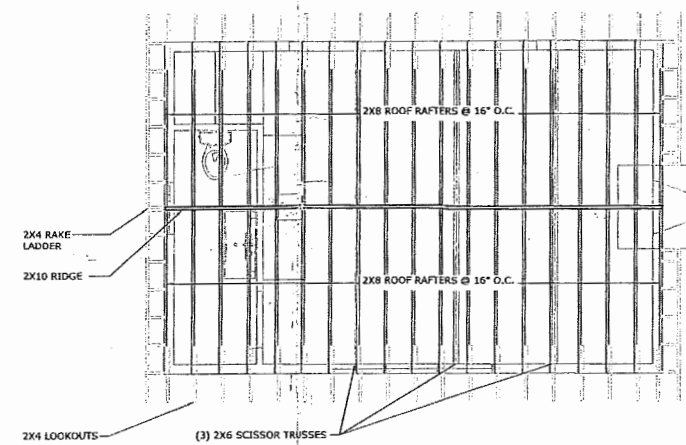 2X8 ROOF RAFTERS @ 16" O.C.
2X4 RAKE
LADDER
2X10 RIDGE
2X8 ROOF RAFTERS @ 16" O.C.
2X4 LOOKOUTS
(3) 2X6 SCISSOR TRUSSES